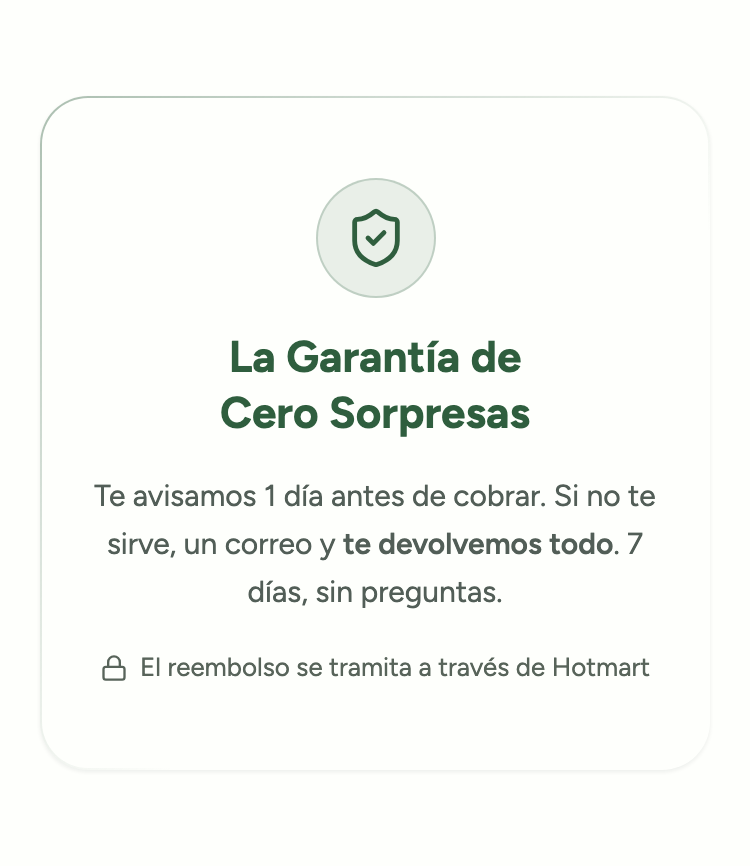 La Garantía de
Cero Sorpresas
Te avisamos 1 día antes de cobrar. Si no te
sirve, un correo y te devolvemos todo. 7
días, sin preguntas.
El reembolso se tramita a través de Hotmart